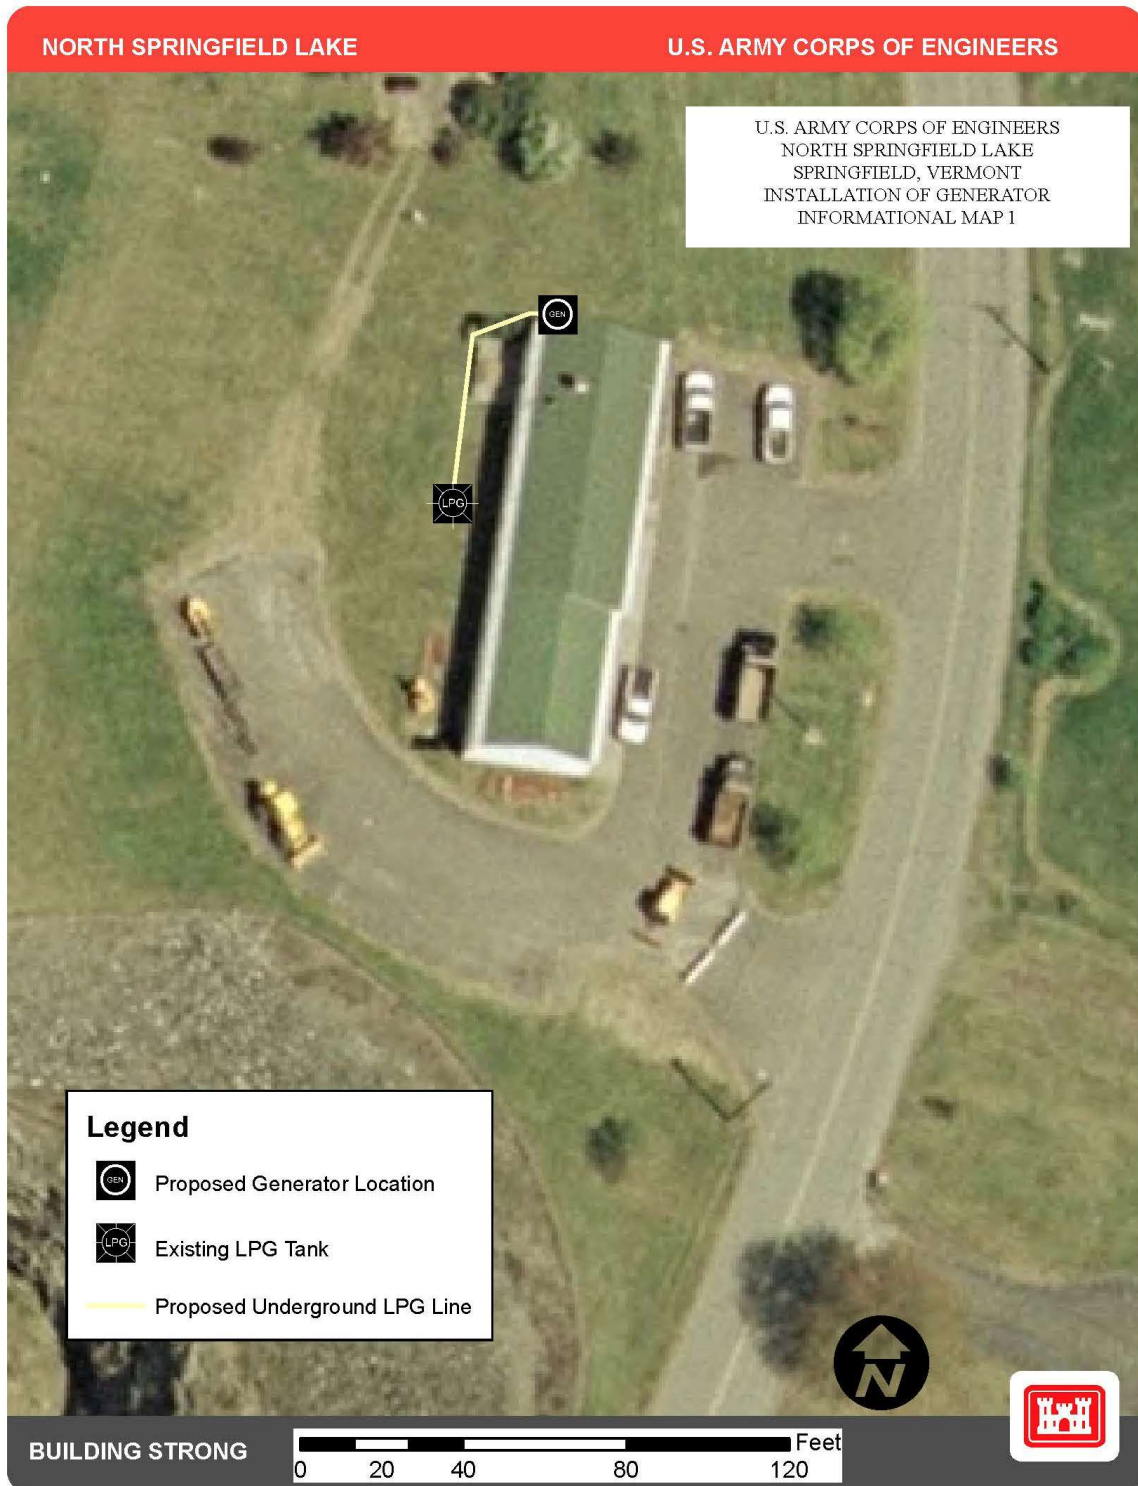 NORTH SPRINGFIELD LAKE
U.S. ARMY CORPS OF ENGINEERS
U.S. ARMY CORPS OF ENGINEERS
NORTH SPRINGFIELD LAKE
SPRINGFIELD, VERMONT
INSTALLATION OF GENERATOR
INFORMATIONAL MAP 1
GEN
LPG
Legend
GEN Proposed Generator Location
LPG Existing LPG Tank
Proposed Underground LPG Line
N
BUILDING STRONG
Feet
0 20 40 80 120